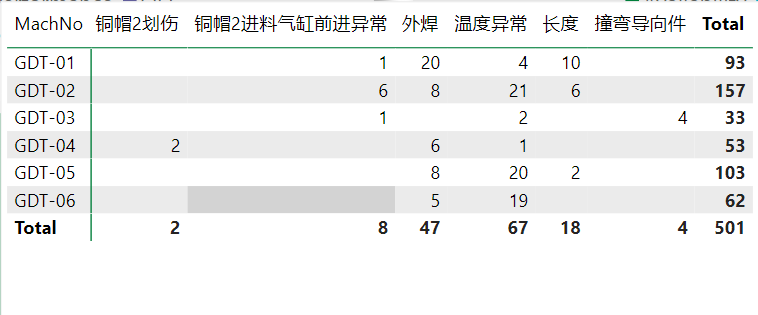 MachNo 铜帽2划伤 铜帽2进料气缸前进异常 外焊 温度异常 长度 撞弯导向件 Total
GDT-01 1 20 4 10 93
GDT-02 6 8 21 6 157
GDT-03 1 2 4 33
GDT-04 2 6 1 53
GDT-05 8 20 2 103
GDT-06 5 19 62
Total 2 8 47 67 18 4 501